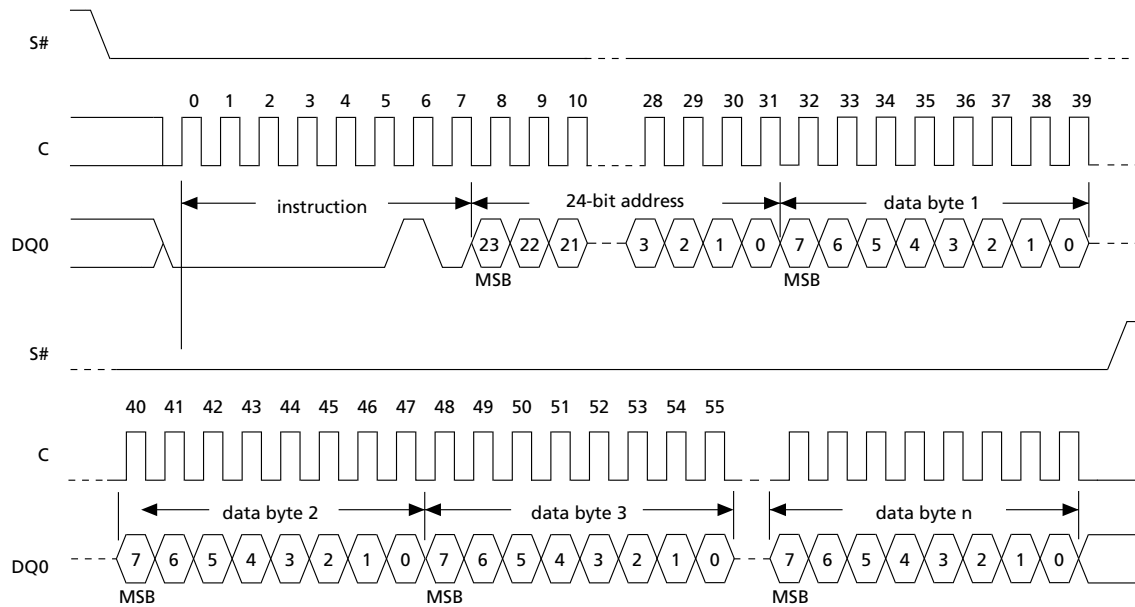 S#
0 1 2 3 4 5 6 7 8 9 10 28 29 30 31 32 33 34 35 36 37 38 39
C
instruction 24-bit address data byte 1
DQ0 23 22 21 3 2 1 0 7 6 5 4 3 2 1 0
MSB MSB
S#
40 41 42 43 44 45 46 47 48 49 50 51 52 53 54 55
C
data byte 2 data byte 3 data byte n
DQ0 7 6 5 4 3 2 1 0 7 6 5 4 3 2 1 0 7 6 5 4 3 2 1 0
MSB MSB MSB